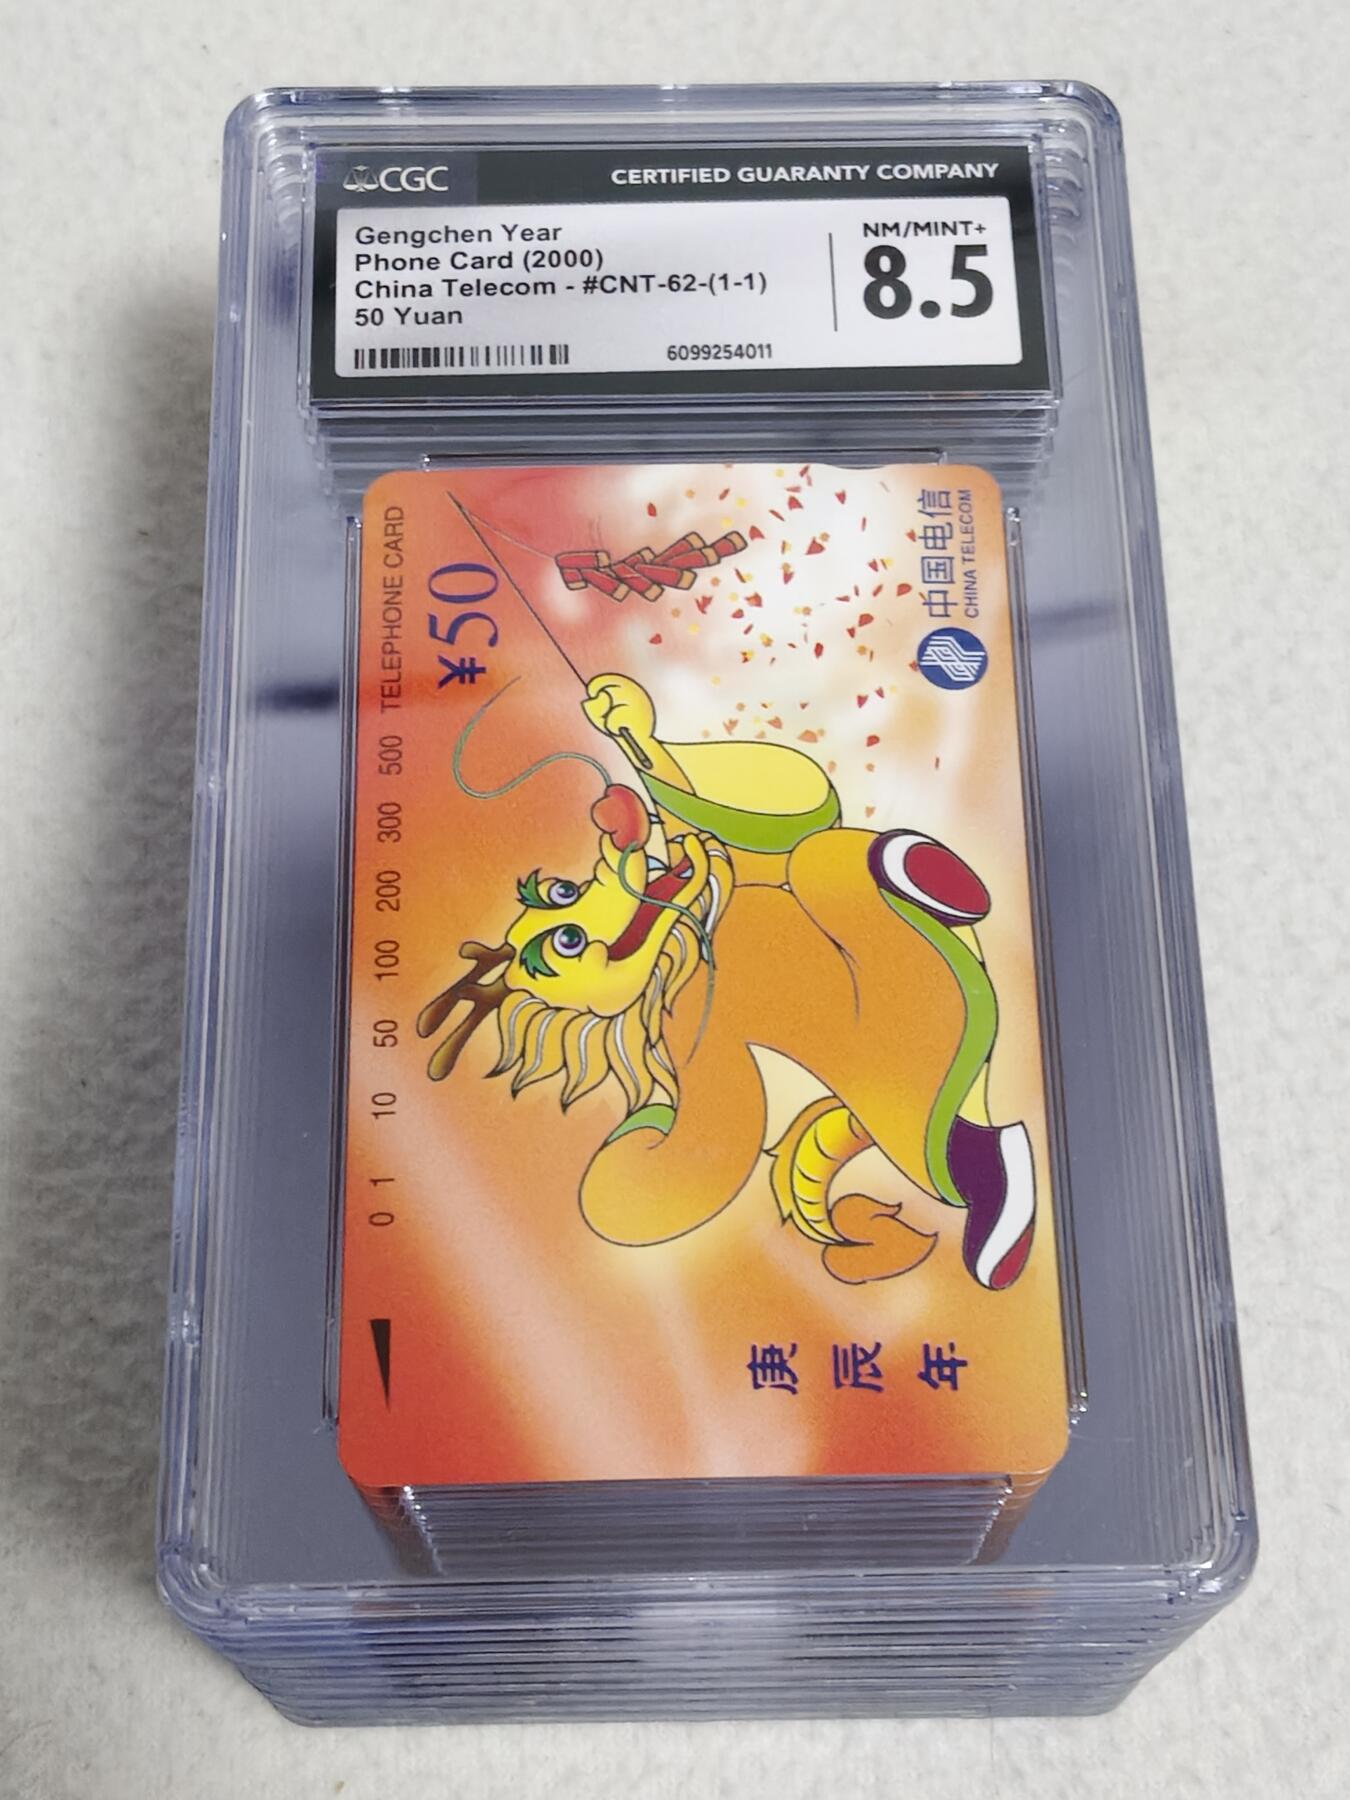 CGC
CERTIFIED GUARANTY COMPANY
Gengchen Year
Phone Card (2000)
China Telecom - #CNT-62-(1-1)
50 Yuan
NM/MINT+
8.5
6099254011
0 1 10 50 100 200 300 500 TELEPHONE CARD
¥50
中国电信
CHINA TELECOM
庚辰年